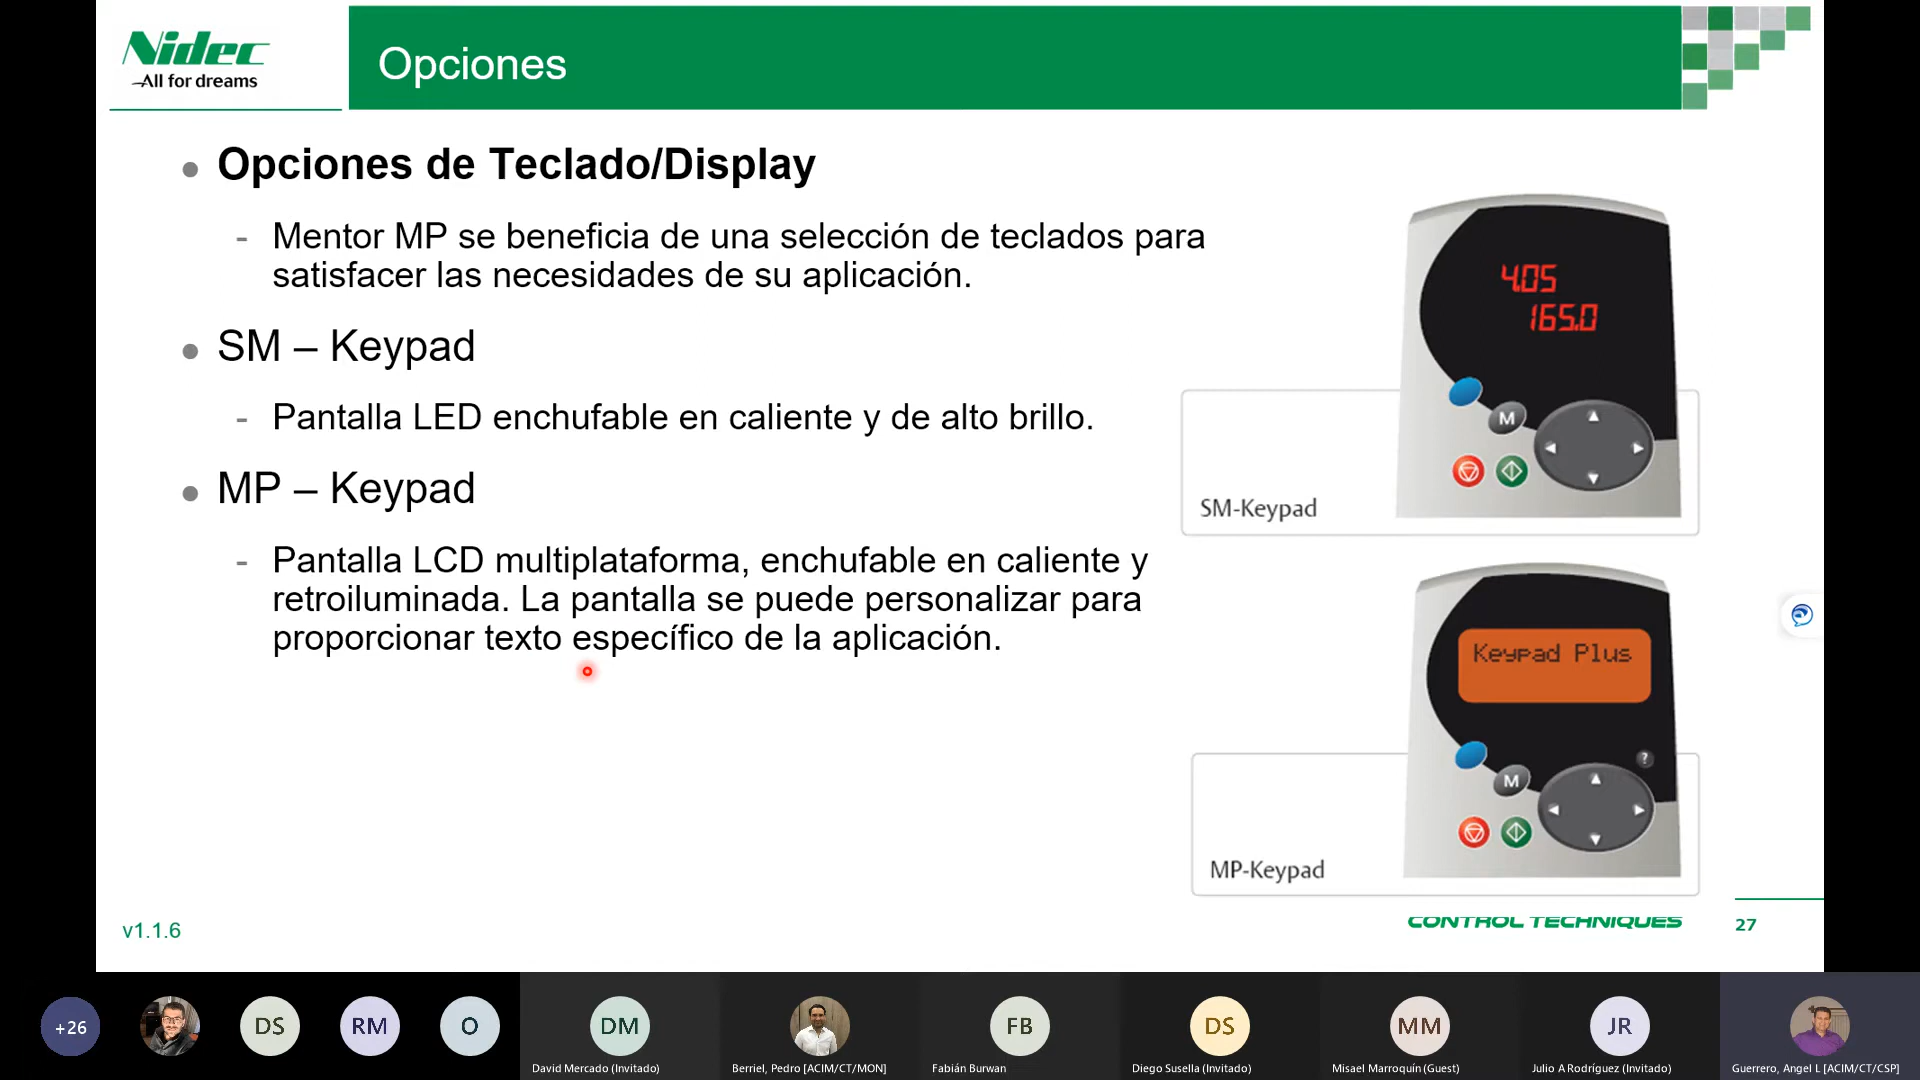 Nidec
All for dreams
Opciones
Opciones de Teclado/Display
- Mentor MP se beneficia de una selección de teclados para
satisfacer las necesidades de su aplicación.
SM – Keypad
- Pantalla LED enchufable en caliente y de alto brillo.
MP – Keypad
- Pantalla LCD multiplataforma, enchufable en caliente y
retroiluminada. La pantalla se puede personalizar para
proporcionar texto específico de la aplicación.
4.05
165.0
M
SM-Keypad
Keypad Plus
?
M
MP-Keypad
v1.1.6
CONTROL TECHNIQUES
27
+26
DS
RM
O
DM
FB
DS
MM
JR
David Mercado (Invitado)
Berriel, Pedro [ACIM/CT/MON]
Fabián Burwan
Diego Susella (Invitado)
Misael Marroquín (Guest)
Julio A Rodríguez (Invitado)
Guerrero, Angel L [ACIM/CT/CSP]